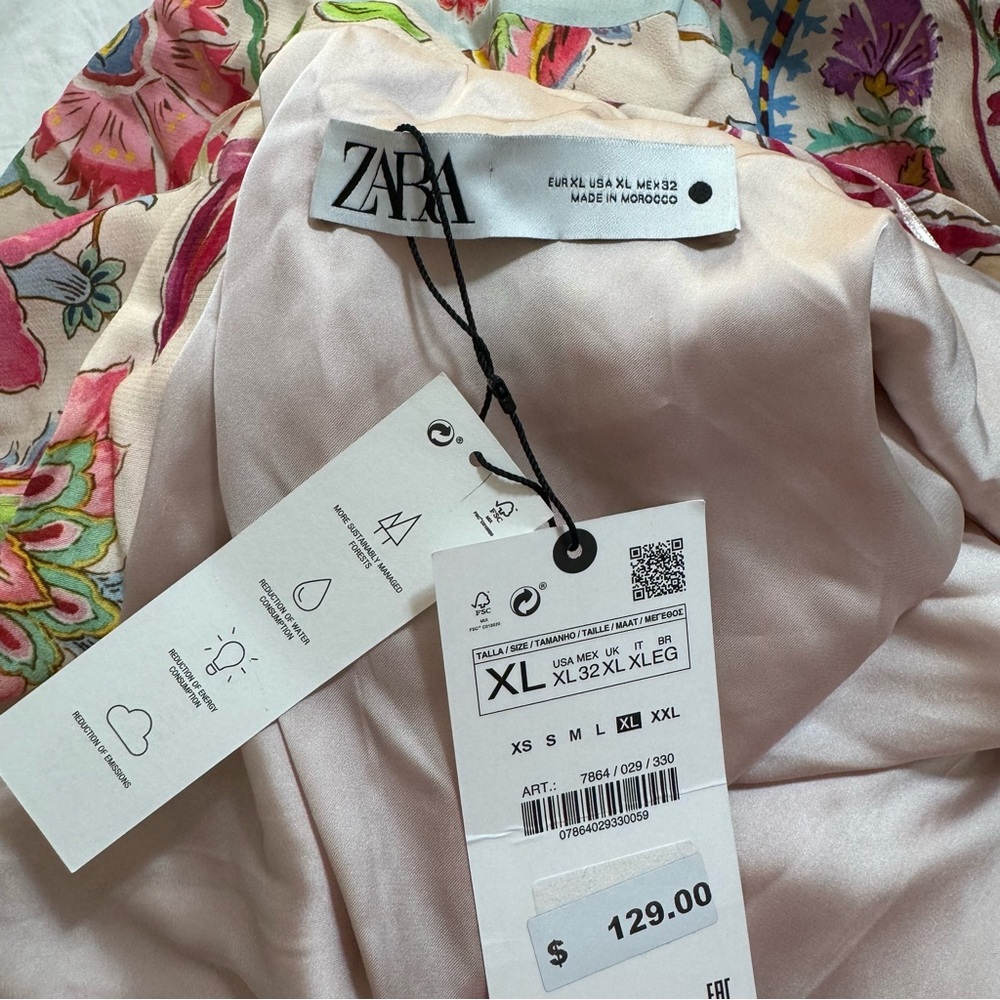 ZARA
EUR XL USA XL MEX 32
MADE IN MOROCCO
MORE SUSTAINABLY MANAGED
FORESTS
REDUCTION OF WATER
CONSUMPTION
REDUCTION OF ENERGY
CONSUMPTION
REDUCTION OF EMISSIONS
FSC
MIX
TALLA / SIZE / TAMANHO / TAILLE / MAAT / ΜΕΓΕΘΟΣ
XL
USA MEX UK IT BR
XL 32 XL XL EG
XS S M L XL XXL
ART.: 7864 / 029 / 330
07864029330059
$ 129.00
EAC